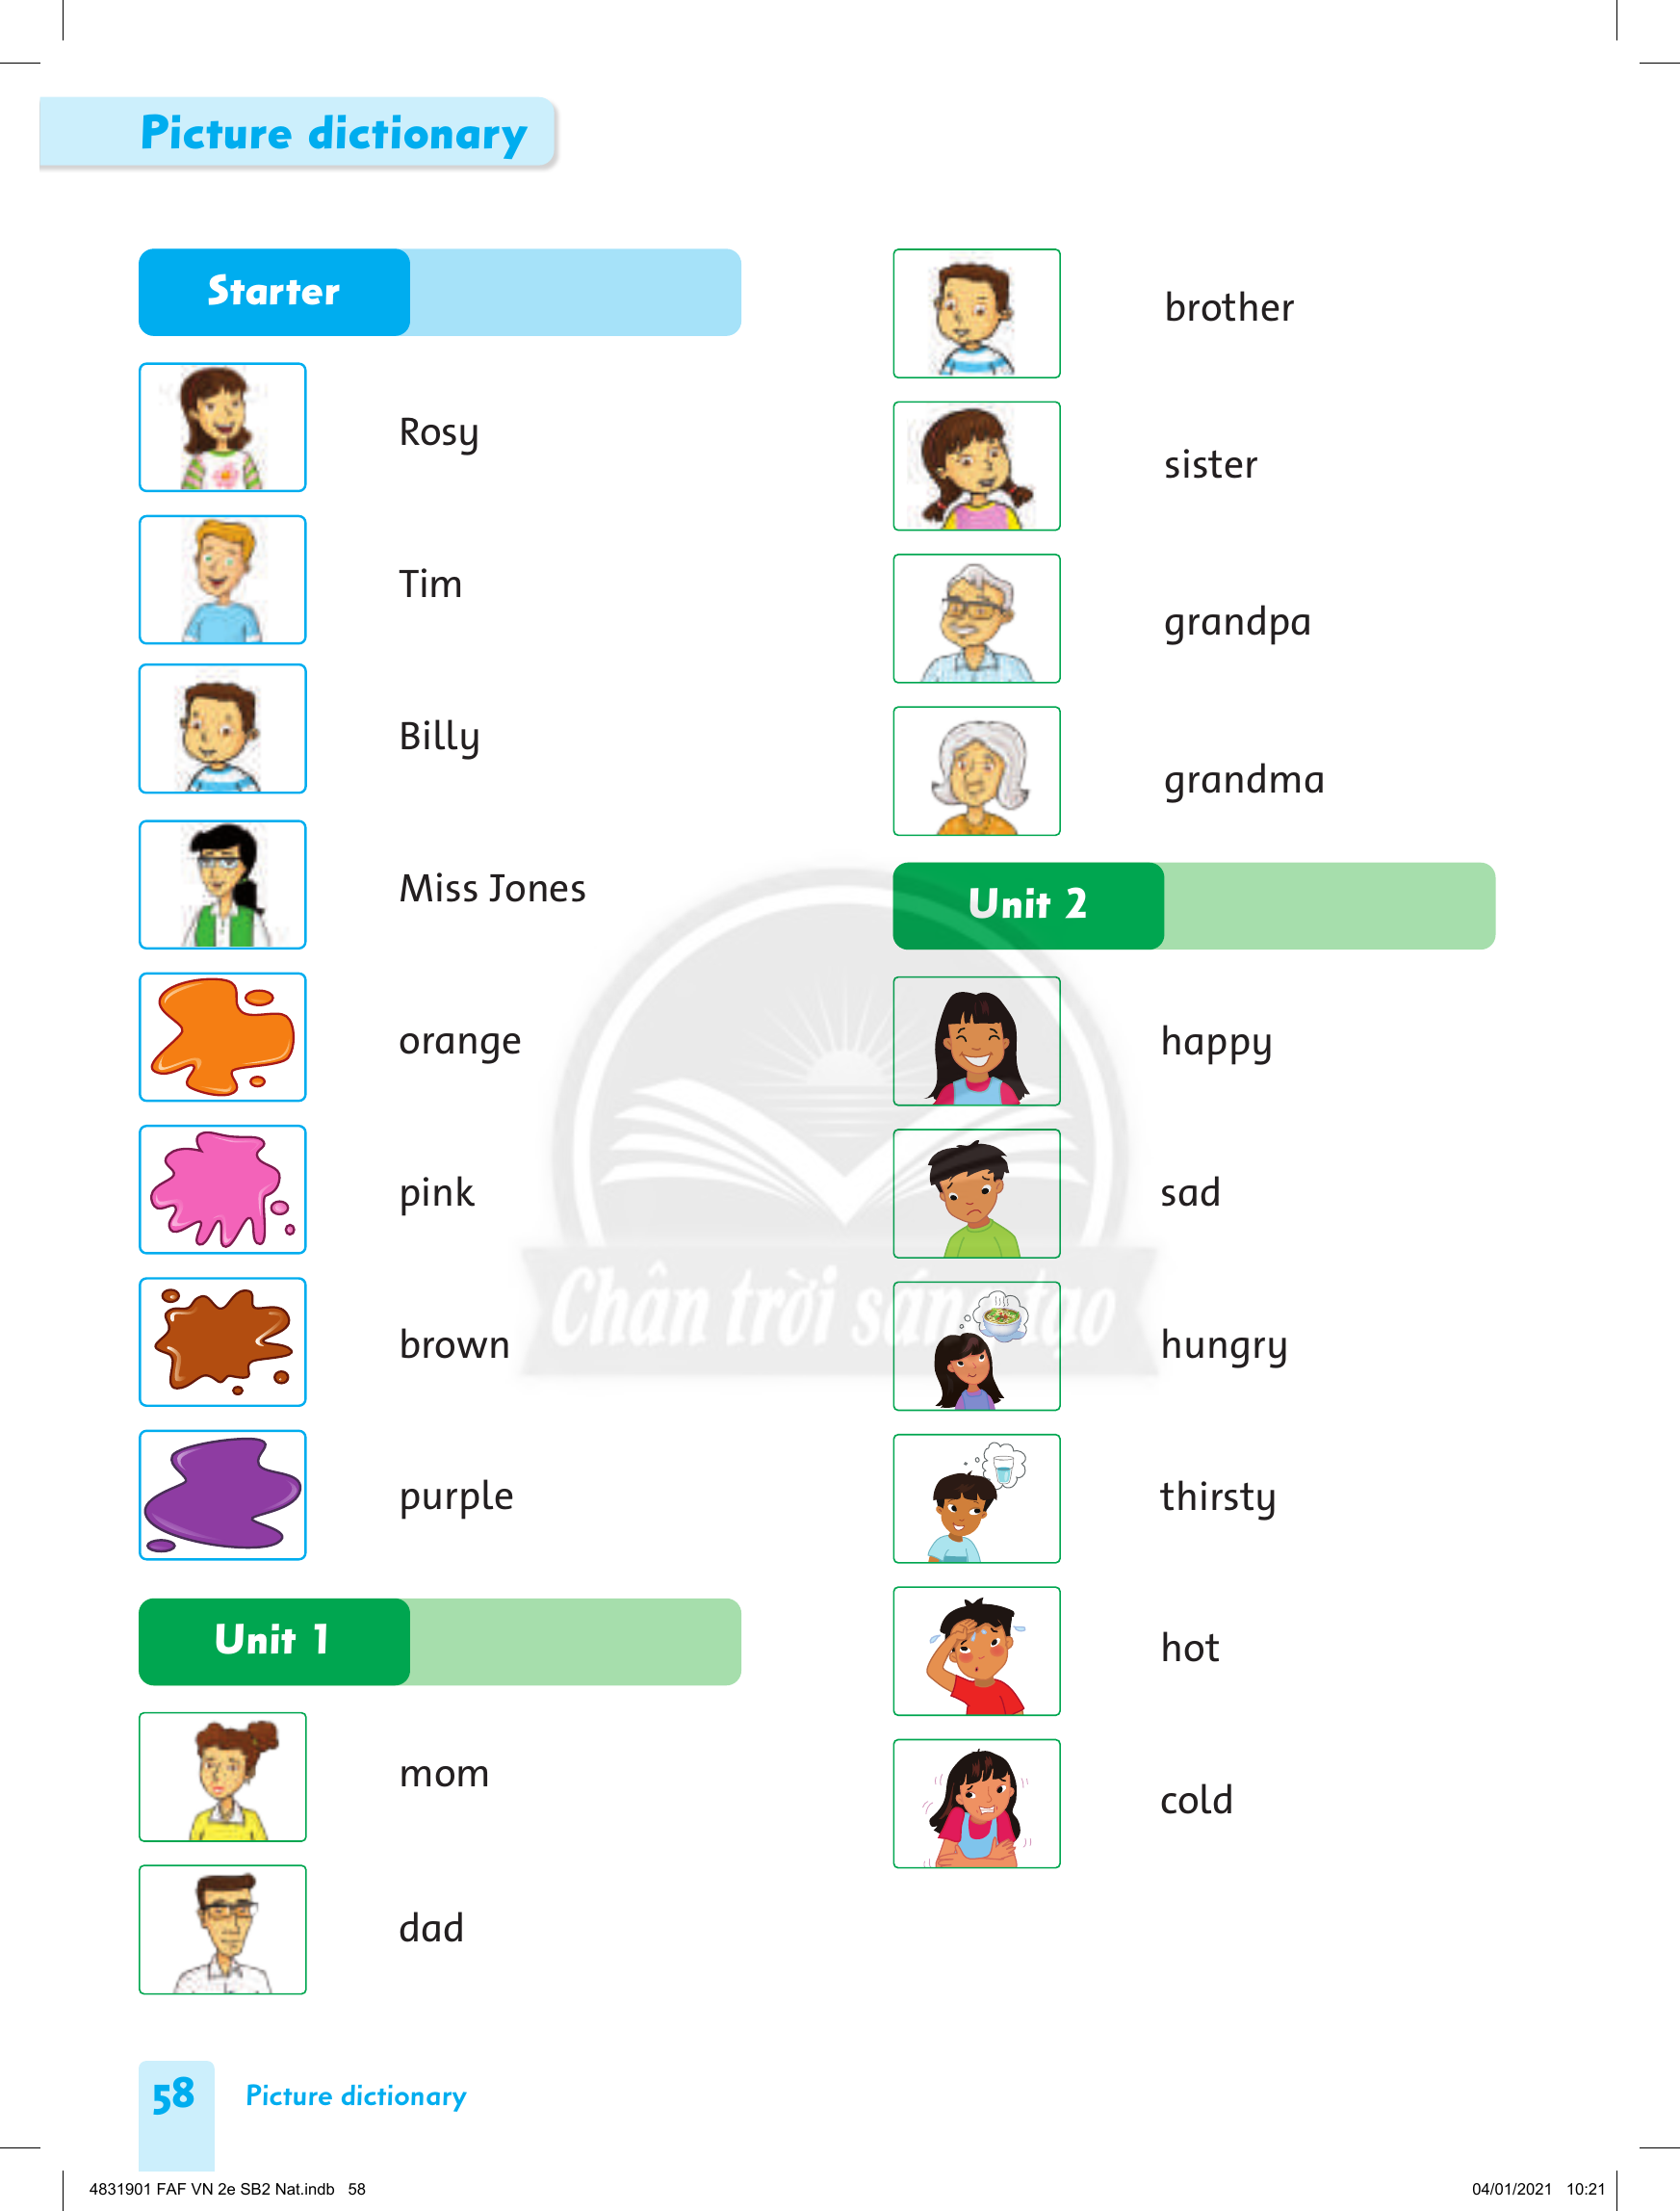 Picture dictionary
Starter
Rosy
Tim
Billy
Miss Jones
orange
pink
brown
purple
Unit 1
mom
dad
brother
sister
grandpa
grandma
Unit 2
happy
sad
hungry
thirsty
hot
cold
Chân trời sáng tạo
58 Picture dictionary
4831901 FAF VN 2e SB2 Nat.indb 58
04/01/2021 10:21